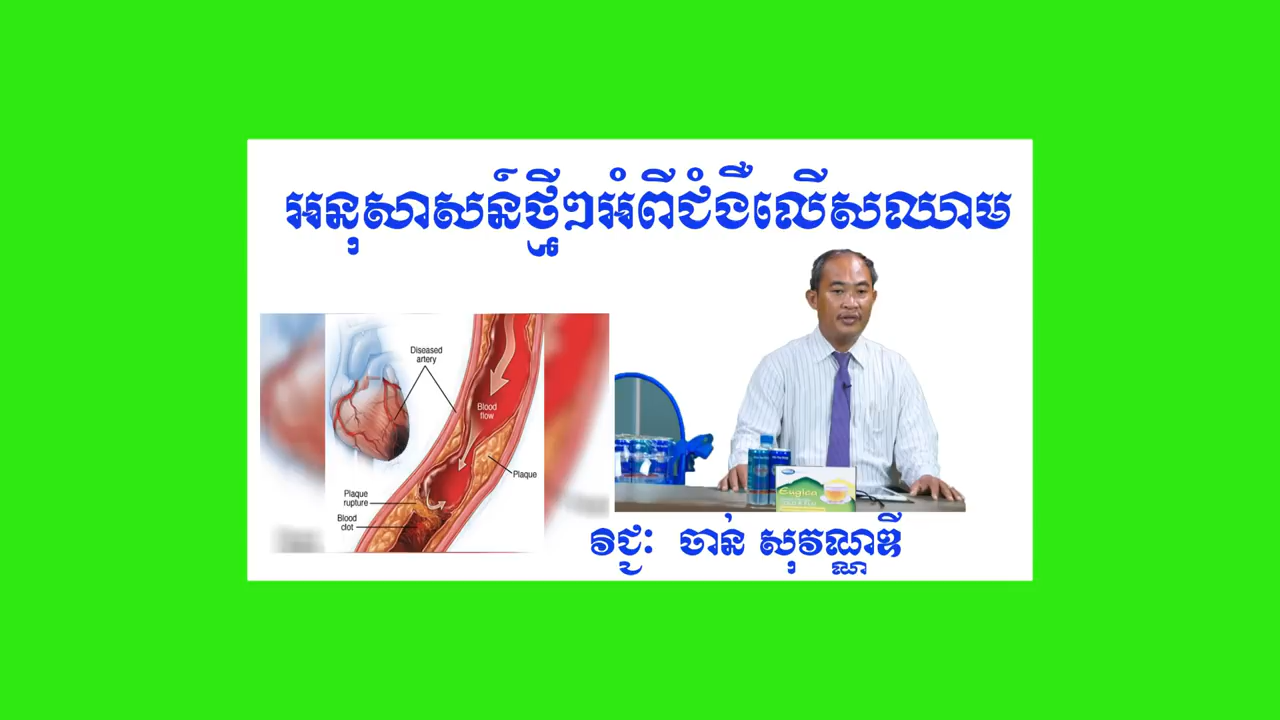 អនុសាសន៍ថ្មីៗអំពីជំងឺលើសឈាម
Diseased
artery
Blood
flow
Plaque
Plaque
rupture
Blood
clot
Eugica
វិជ្ជៈ ចាន់ សុវណ្ណឌី